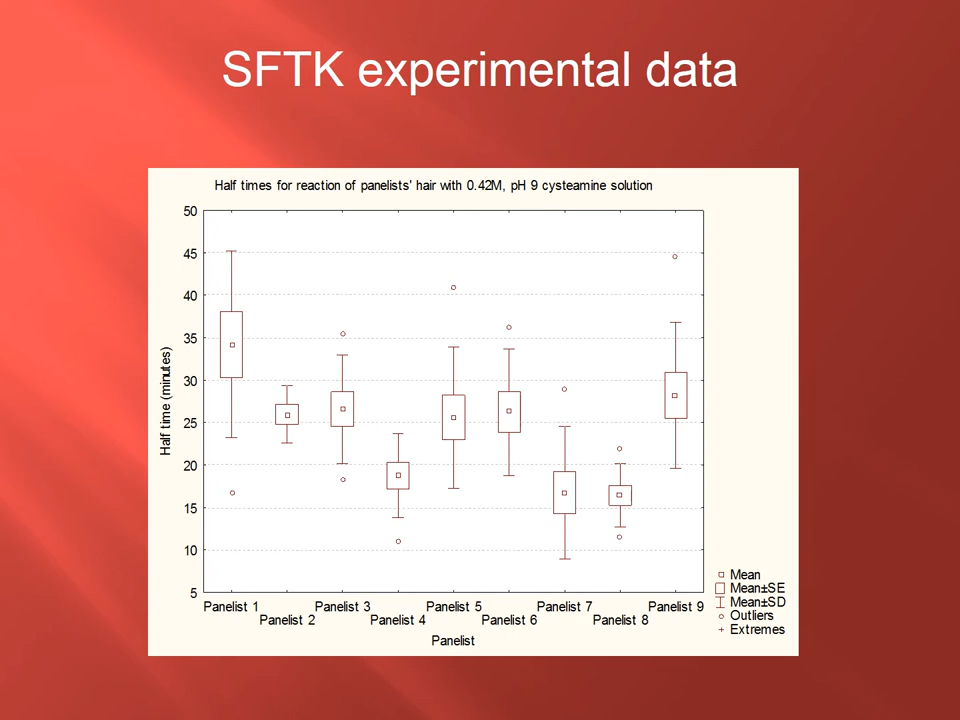 SFTK experimental data
Half times for reaction of panelists' hair with 0.42M, pH 9 cysteamine solution
50
45
40
35
30
25
20
15
10
5
Half time (minutes)
Panelist 1
Panelist 2
Panelist 3
Panelist 4
Panelist 5
Panelist 6
Panelist 7
Panelist 8
Panelist 9
Panelist
Mean
Mean±SE
Mean±SD
Outliers
Extremes